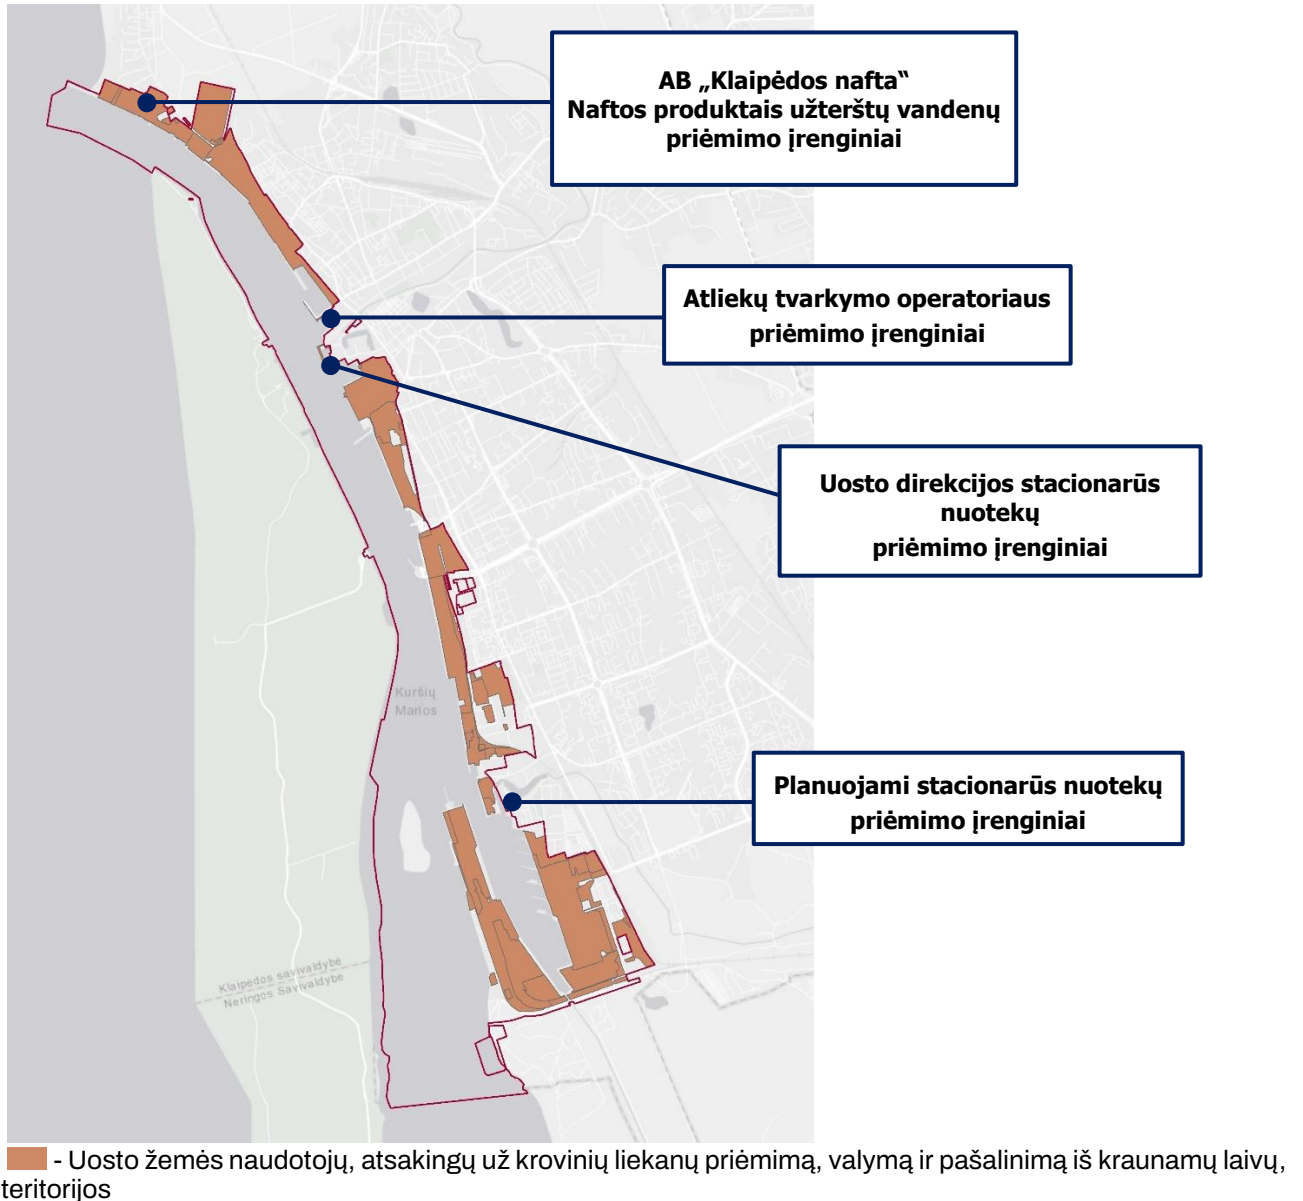 AB „Klaipėdos nafta“
Naftos produktais užterštų vandenų
priėmimo įrenginiai
Atliekų tvarkymo operatoriaus
priėmimo įrenginiai
Uosto direkcijos stacionarūs
nuotekų
priėmimo įrenginiai
Kuršių
Marios
Planuojami stacionarūs nuotekų
priėmimo įrenginiai
Klaipėdos savivaldybė
Neringos Savivaldybė
- Uosto žemės naudotojų, atsakingų už krovinių liekanų priėmimą, valymą ir pašalinimą iš kraunamų laivų,
teritorijos